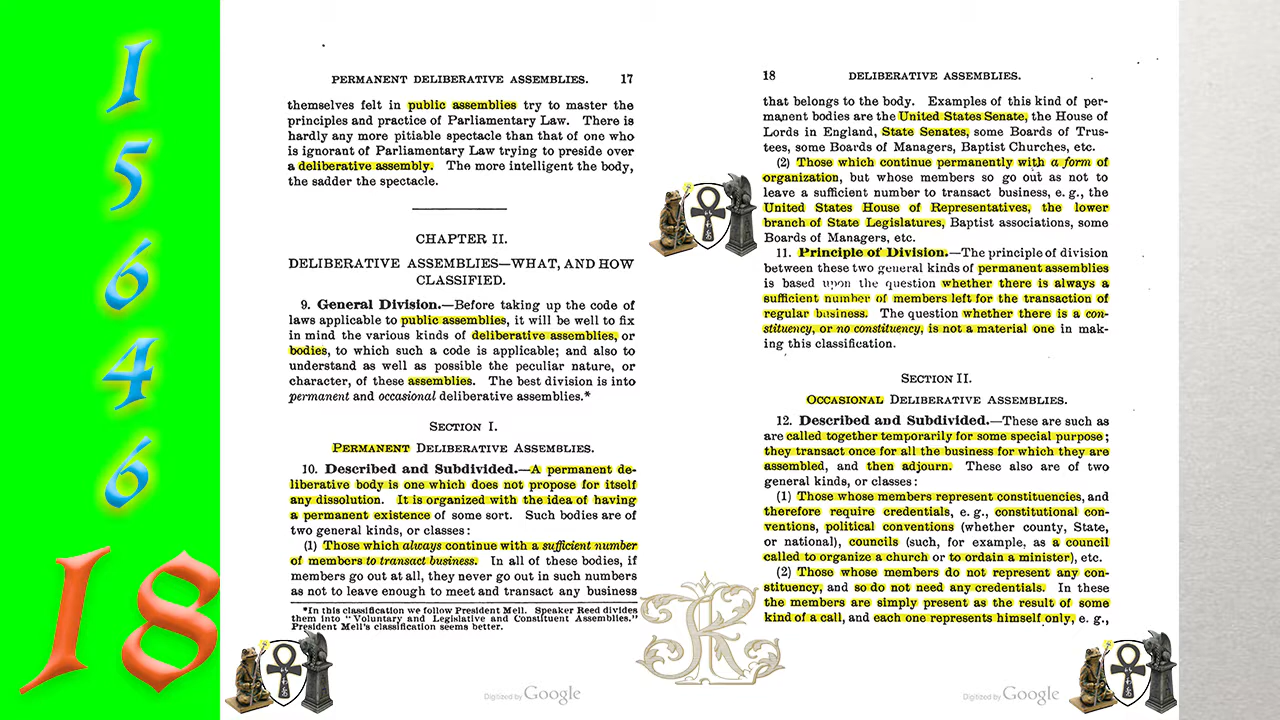 1
5
6
4
6
18
PERMANENT DELIBERATIVE ASSEMBLIES. 17
themselves felt in public assemblies try to master the
principles and practice of Parliamentary Law. There is
hardly any more pitiable spectacle than that of one who
is ignorant of Parliamentary Law trying to preside over
a deliberative assembly. The more intelligent the body,
the sadder the spectacle.
CHAPTER II.
DELIBERATIVE ASSEMBLIES—WHAT, AND HOW
CLASSIFIED.
9. General Division.—Before taking up the code of
laws applicable to public assemblies, it will be well to fix
in mind the various kinds of deliberative assemblies, or
bodies, to which such a code is applicable; and also to
understand as well as possible the peculiar nature, or
character, of these assemblies. The best division is into
permanent and occasional deliberative assemblies.*
SECTION I.
PERMANENT DELIBERATIVE ASSEMBLIES.
10. Described and Subdivided.—A permanent de-
liberative body is one which does not propose for itself
any dissolution. It is organized with the idea of having
a permanent existence of some sort. Such bodies are of
two general kinds, or classes:
(1) Those which always continue with a sufficient number
of members to transact business. In all of these bodies, if
members go out at all, they never go out in such numbers
as not to leave enough to meet and transact any business
*In this classification we follow President Mell. Speaker Reed divides
them into "Voluntary and Legislative and Constituent Assemblies."
President Mell's classification seems better.
Digitized by Google
18 DELIBERATIVE ASSEMBLIES.
that belongs to the body. Examples of this kind of per-
manent bodies are the United States Senate, the House of
Lords in England, State Senates, some Boards of Trus-
tees, some Boards of Managers, Baptist Churches, etc.
(2) Those which continue permanently with a form of
organization, but whose members so go out as not to
leave a sufficient number to transact business, e. g., the
United States House of Representatives, the lower
branch of State Legislatures, Baptist associations, some
Boards of Managers, etc.
11. Principle of Division.—The principle of division
between these two general kinds of permanent assemblies
is based upon the question whether there is always a
sufficient number of members left for the transaction of
regular business. The question whether there is a con-
stituency, or no constituency, is not a material one in mak-
ing this classification.
SECTION II.
OCCASIONAL DELIBERATIVE ASSEMBLIES.
12. Described and Subdivided.—These are such as
are called together temporarily for some special purpose;
they transact once for all the business for which they are
assembled, and then adjourn. These also are of two
general kinds, or classes:
(1) Those whose members represent constituencies, and
therefore require credentials, e. g., constitutional con-
ventions, political conventions (whether county, State,
or national), councils (such, for example, as a council
called to organize a church or to ordain a minister), etc.
(2) Those whose members do not represent any con-
stituency, and so do not need any credentials. In these
the members are simply present as the result of some
kind of a call, and each one represents himself only, e. g.,
Digitized by Google